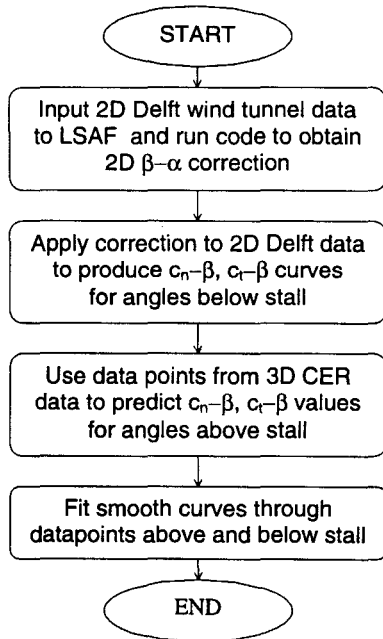 START
Input 2D Delft wind tunnel data
to LSAF and run code to obtain
2D β–α correction
Apply correction to 2D Delft data
to produce cₙ–β, cₜ–β curves
for angles below stall
Use data points from 3D CER
data to predict cₙ–β, cₜ–β values
for angles above stall
Fit smooth curves through
datapoints above and below stall
END